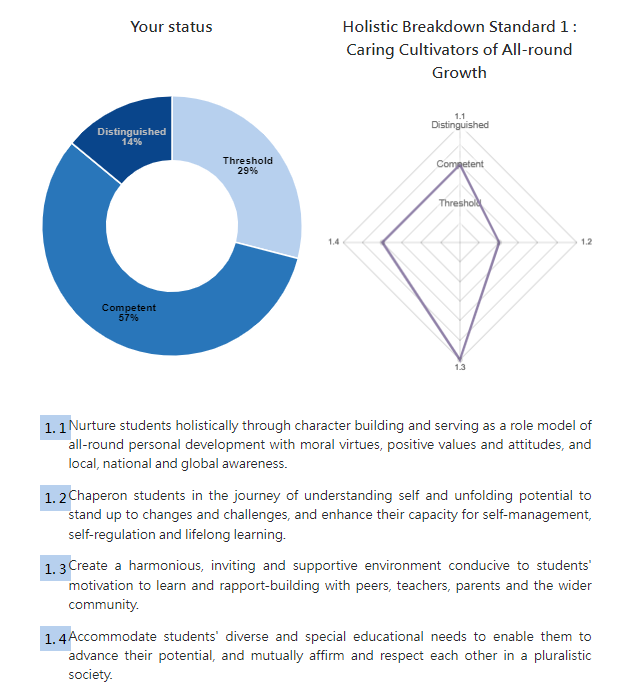 Your status
Holistic Breakdown Standard 1 :
Caring Cultivators of All-round
Growth
Distinguished
14%
Threshold
29%
Competent
57%
1.1
Distinguished
Competent
Threshold
1.4
1.2
1.3
1.1 Nurture students holistically through character building and serving as a role model of
all-round personal development with moral virtues, positive values and attitudes, and
local, national and global awareness.
1.2 Chaperon students in the journey of understanding self and unfolding potential to
stand up to changes and challenges, and enhance their capacity for self-management,
self-regulation and lifelong learning.
1.3 Create a harmonious, inviting and supportive environment conducive to students'
motivation to learn and rapport-building with peers, teachers, parents and the wider
community.
1.4 Accommodate students' diverse and special educational needs to enable them to
advance their potential, and mutually affirm and respect each other in a pluralistic
society.